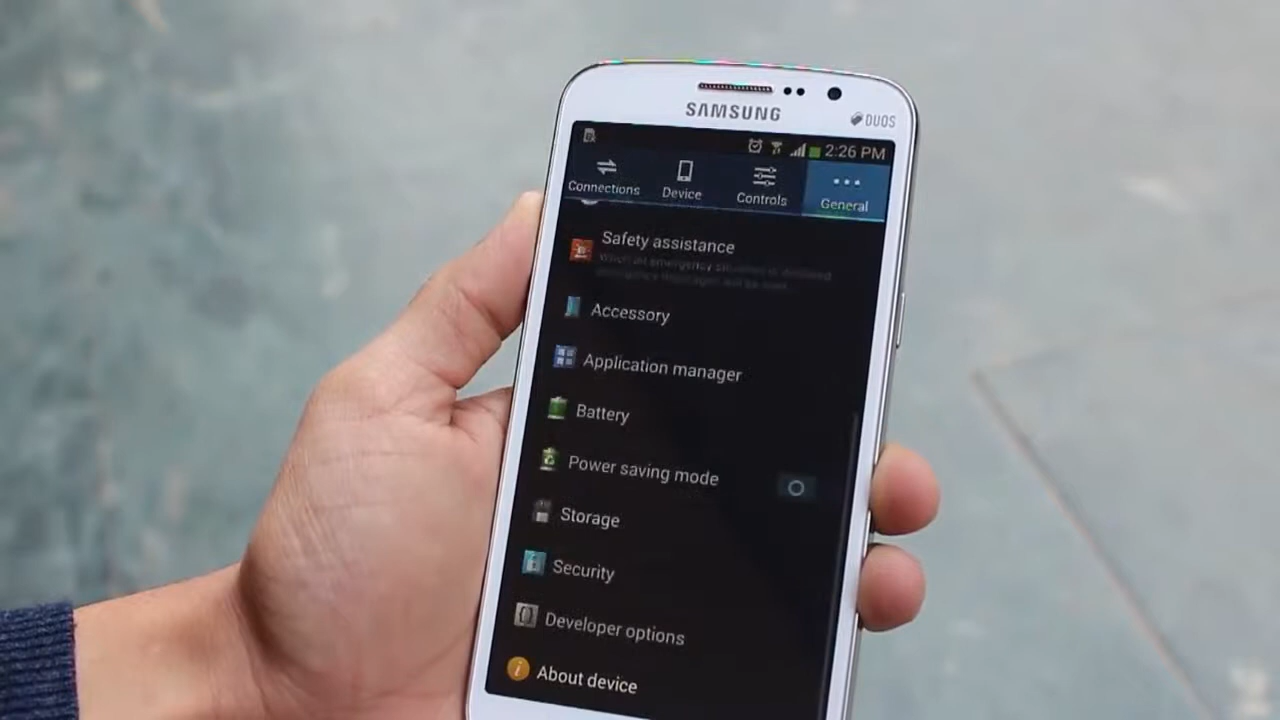 SAMSUNG
DUOS
2:26 PM
Connections
Device
Controls
General
Safety assistance
Accessory
Application manager
Battery
Power saving mode
Storage
Security
Developer options
About device